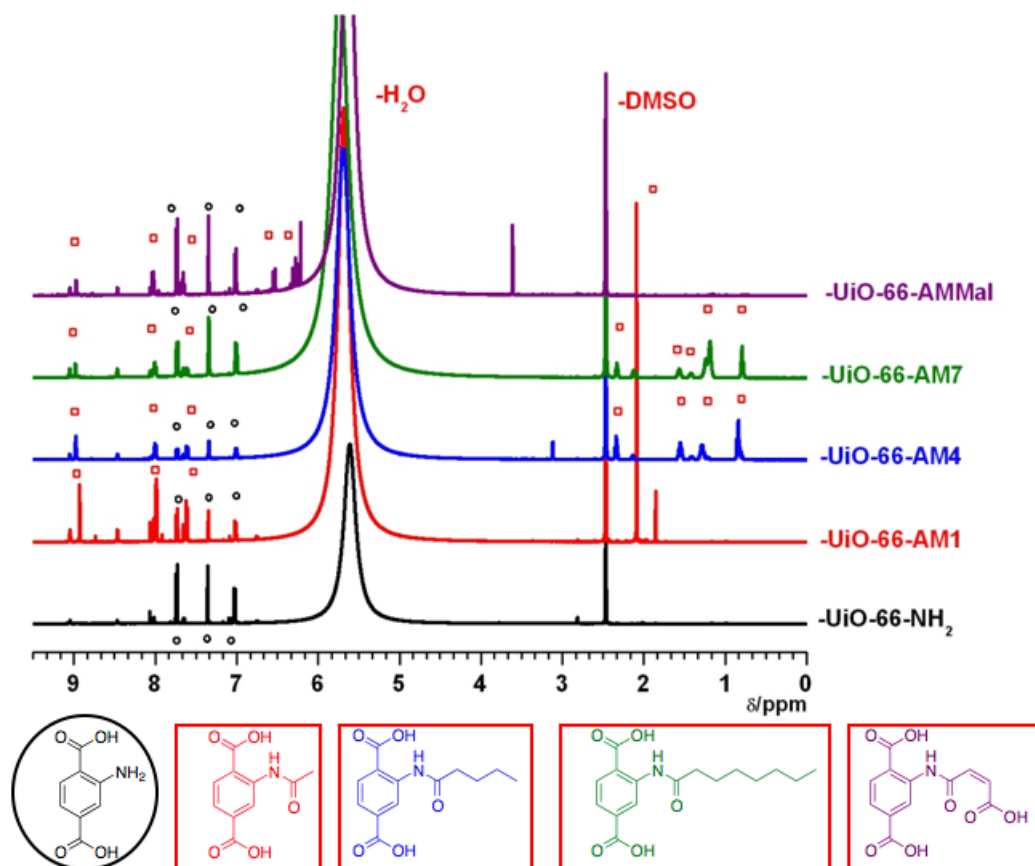 -H₂O
-DMSO
-UiO-66-AMMal
-UiO-66-AM7
-UiO-66-AM4
-UiO-66-AM1
-UiO-66-NH₂
9 8 7 6 5 4 3 2 1 0
δ/ppm
O OH NH₂ O OH
O OH H N O O OH
O OH H N O O OH
O OH H N O O OH
O OH H N O O OH O OH